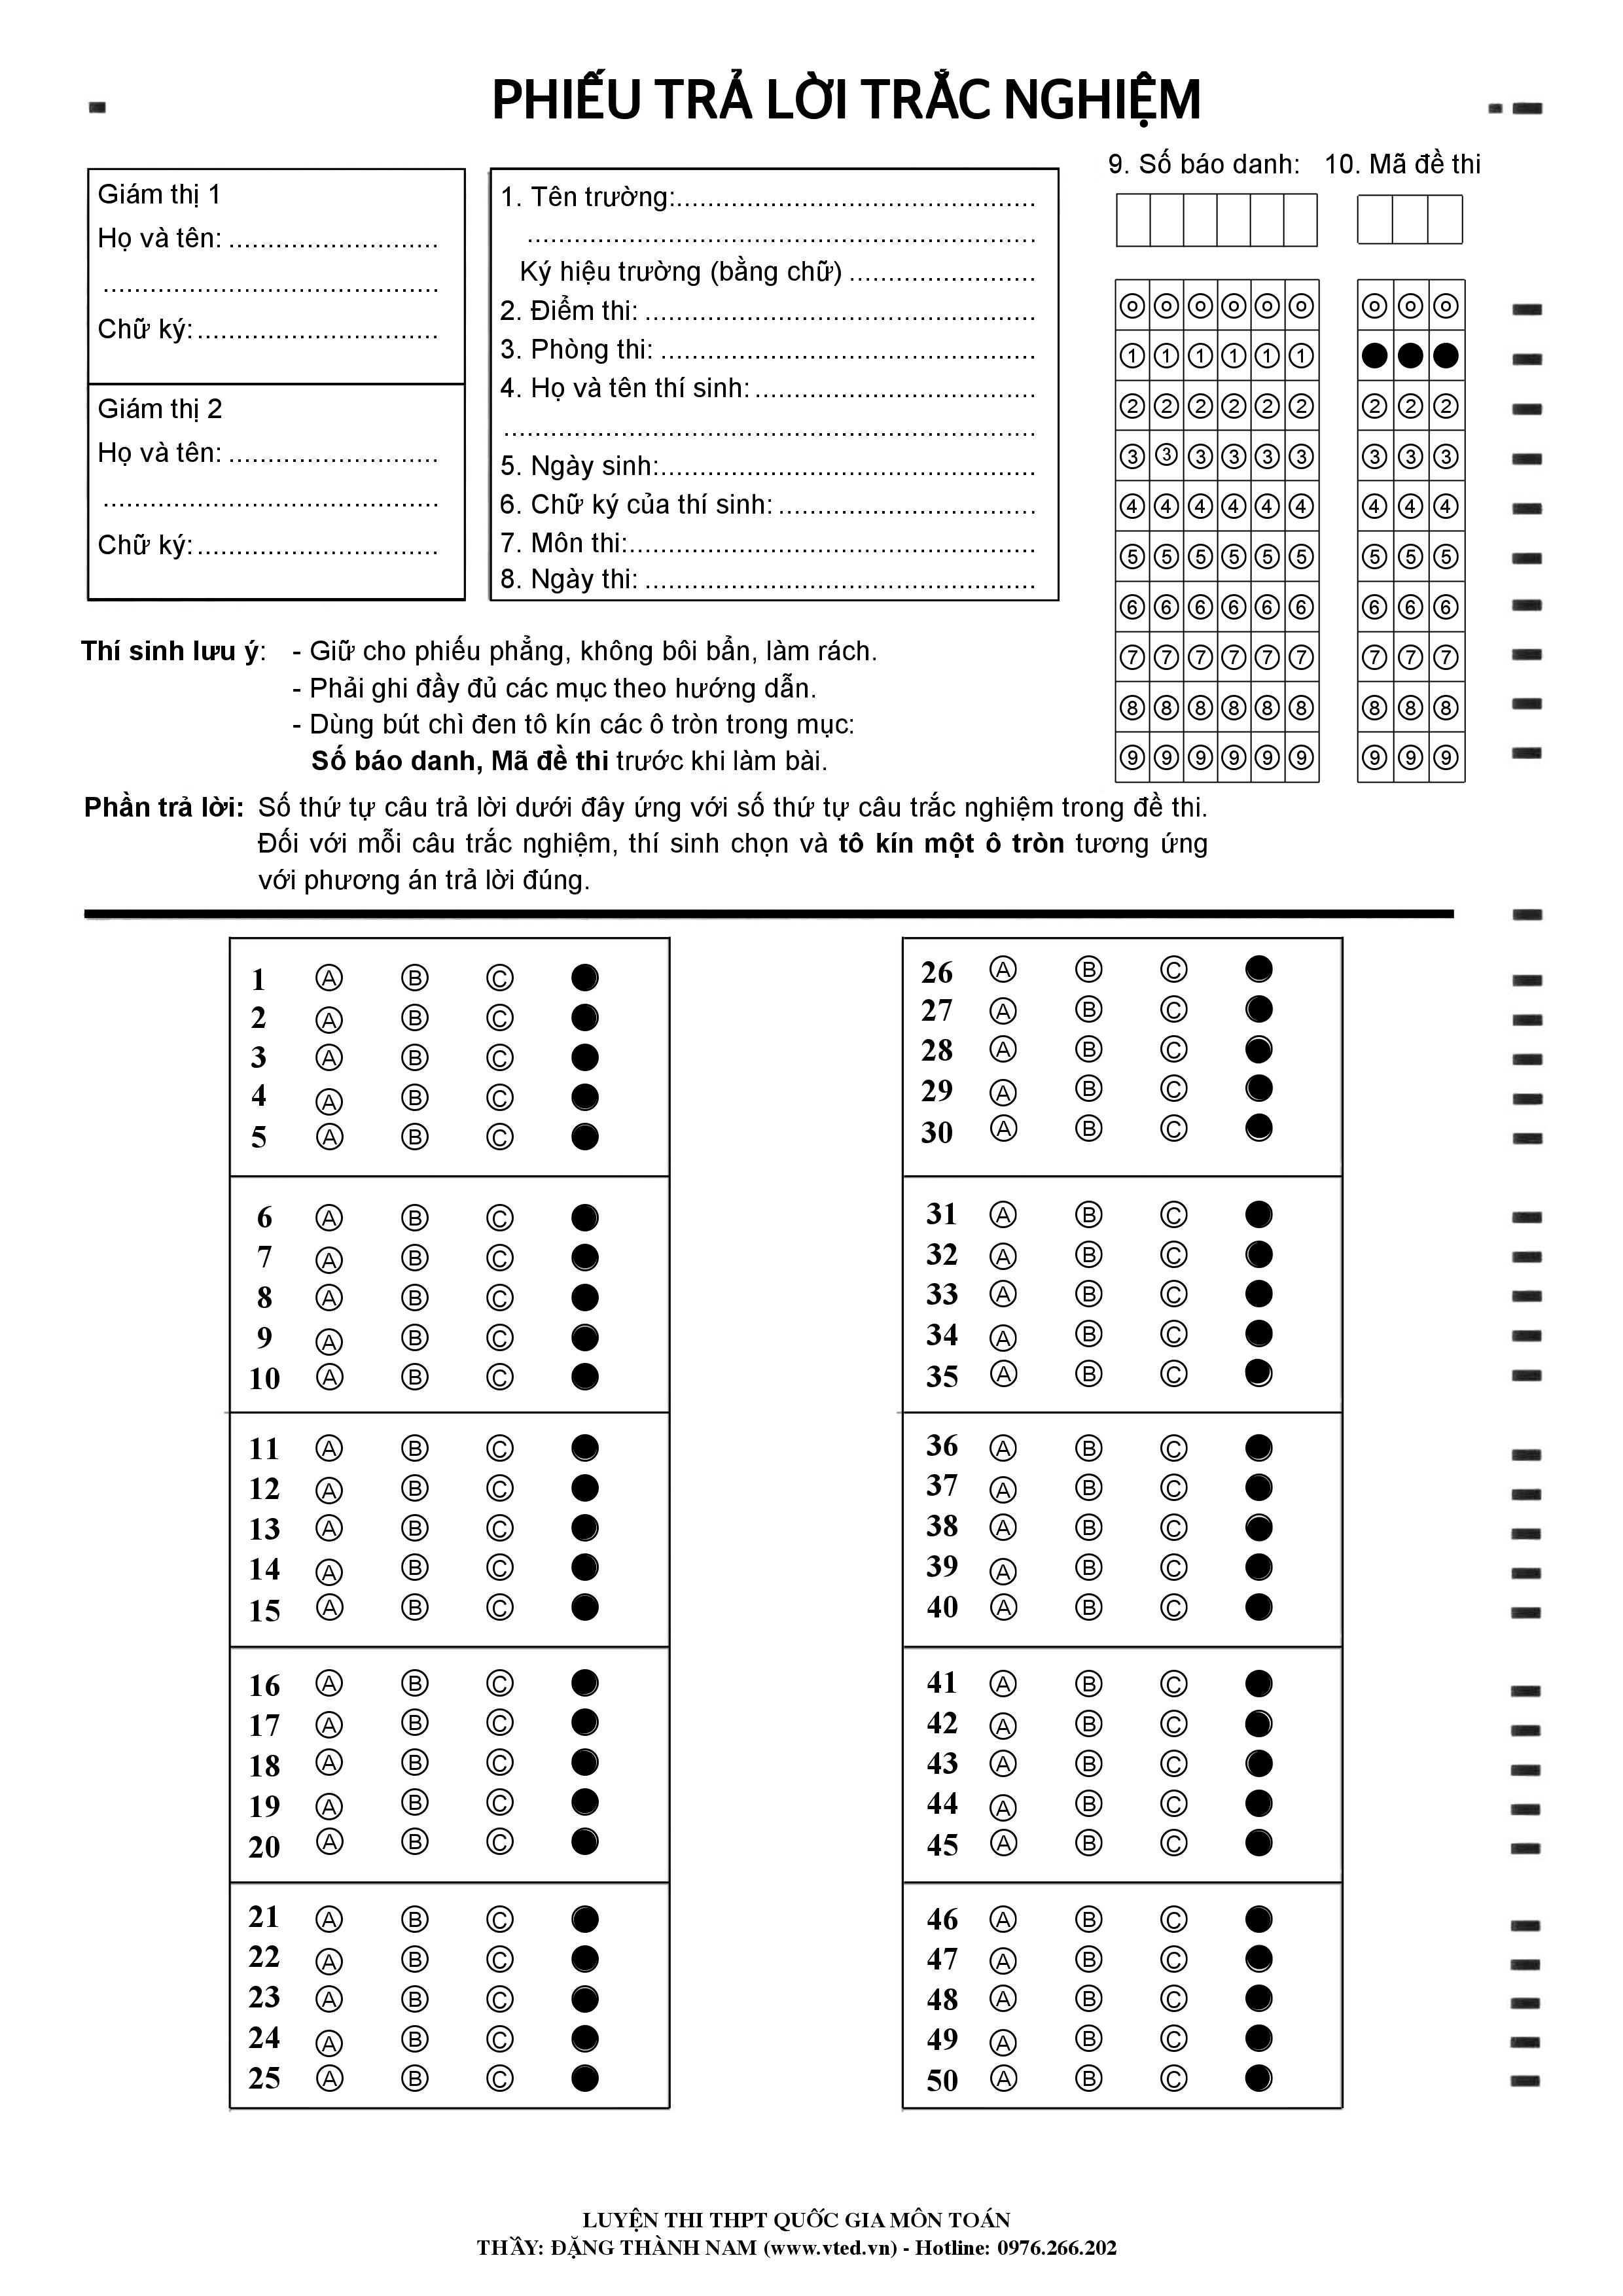 PHIẾU TRẢ LỜI TRẮC NGHIỆM
Giám thị 1
Họ và tên: ...........................
...........................................
Chữ ký: ...............................
Giám thị 2
Họ và tên: ...........................
...........................................
Chữ ký: ...............................
1. Tên trường:..............................................
.................................................................
Ký hiệu trường (bằng chữ) ........................
2. Điểm thi: ..................................................
3. Phòng thi: ................................................
4. Họ và tên thí sinh: ....................................
....................................................................
5. Ngày sinh:................................................
6. Chữ ký của thí sinh: .................................
7. Môn thi:....................................................
8. Ngày thi: ..................................................
9. Số báo danh: 10. Mã đề thi
0 0 0 0 0 0 0 0 0
1 1 1 1 1 1
2 2 2 2 2 2 2 2 2
3 3 3 3 3 3 3 3 3
4 4 4 4 4 4 4 4 4
5 5 5 5 5 5 5 5 5
6 6 6 6 6 6 6 6 6
7 7 7 7 7 7 7 7 7
8 8 8 8 8 8 8 8 8
9 9 9 9 9 9 9 9 9
Thí sinh lưu ý: - Giữ cho phiếu phẳng, không bôi bẩn, làm rách.
- Phải ghi đầy đủ các mục theo hướng dẫn.
- Dùng bút chì đen tô kín các ô tròn trong mục:
Số báo danh, Mã đề thi trước khi làm bài.
Phần trả lời: Số thứ tự câu trả lời dưới đây ứng với số thứ tự câu trắc nghiệm trong đề thi.
Đối với mỗi câu trắc nghiệm, thí sinh chọn và tô kín một ô tròn tương ứng
với phương án trả lời đúng.
1 A B C
2 A B C
3 A B C
4 A B C
5 A B C
6 A B C
7 A B C
8 A B C
9 A B C
10 A B C
11 A B C
12 A B C
13 A B C
14 A B C
15 A B C
16 A B C
17 A B C
18 A B C
19 A B C
20 A B C
21 A B C
22 A B C
23 A B C
24 A B C
25 A B C
26 A B C
27 A B C
28 A B C
29 A B C
30 A B C
31 A B C
32 A B C
33 A B C
34 A B C
35 A B C
36 A B C
37 A B C
38 A B C
39 A B C
40 A B C
41 A B C
42 A B C
43 A B C
44 A B C
45 A B C
46 A B C
47 A B C
48 A B C
49 A B C
50 A B C
LUYỆN THI THPT QUỐC GIA MÔN TOÁN
THẦY: ĐẶNG THÀNH NAM (www.vted.vn) - Hotline: 0976.266.202